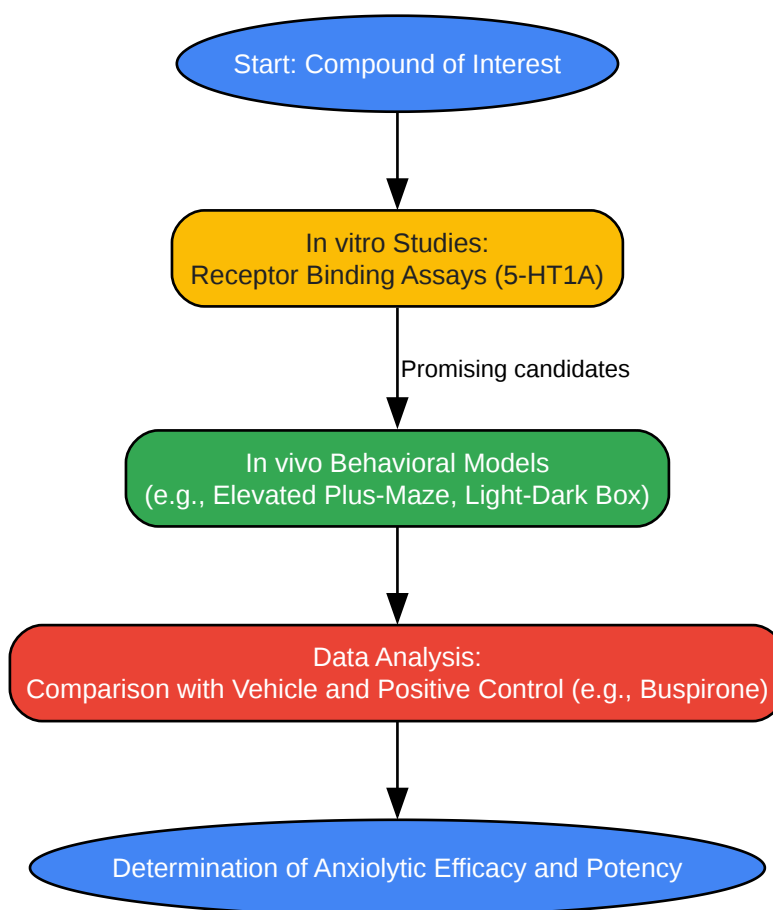 Start: Compound of Interest
In vitro Studies:
Receptor Binding Assays (5-HT1A)
Promising candidates
In vivo Behavioral Models
(e.g., Elevated Plus-Maze, Light-Dark Box)
Data Analysis:
Comparison with Vehicle and Positive Control (e.g., Buspirone)
Determination of Anxiolytic Efficacy and Potency